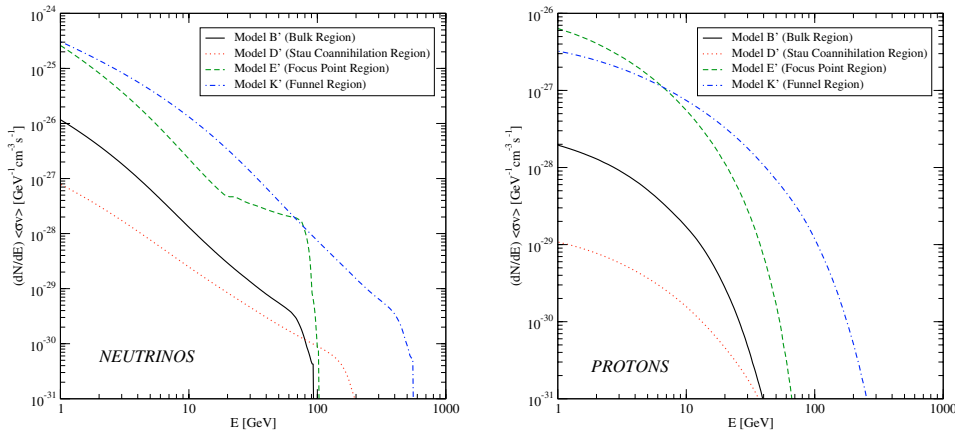 10^-24
10^-25
10^-26
10^-27
10^-28
10^-29
10^-30
10^-31
(dN/dE) <σv> [GeV^-1 cm^-3 s^-1]
Model B' (Bulk Region)
Model D' (Stau Coannihilation Region)
Model E' (Focus Point Region)
Model K' (Funnel Region)
NEUTRINOS
1 10 100 1000
E [GeV]
10^-26
10^-27
10^-28
10^-29
10^-30
10^-31
(dN/dE) <σv> [GeV^-1 cm^-3 s^-1]
Model B' (Bulk Region)
Model D' (Stau Coannihilation Region)
Model E' (Focus Point Region)
Model K' (Funnel Region)
PROTONS
1 10 100 1000
E [GeV]